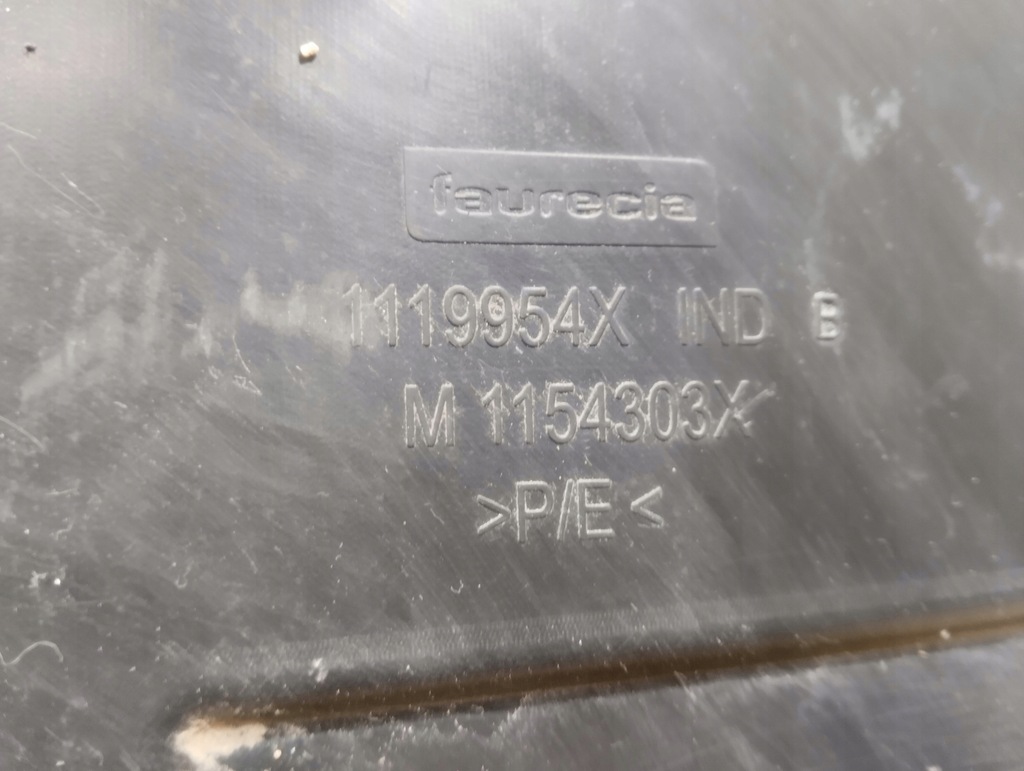 faurecia
1119954X IND B
M 1154303X
>P/E<